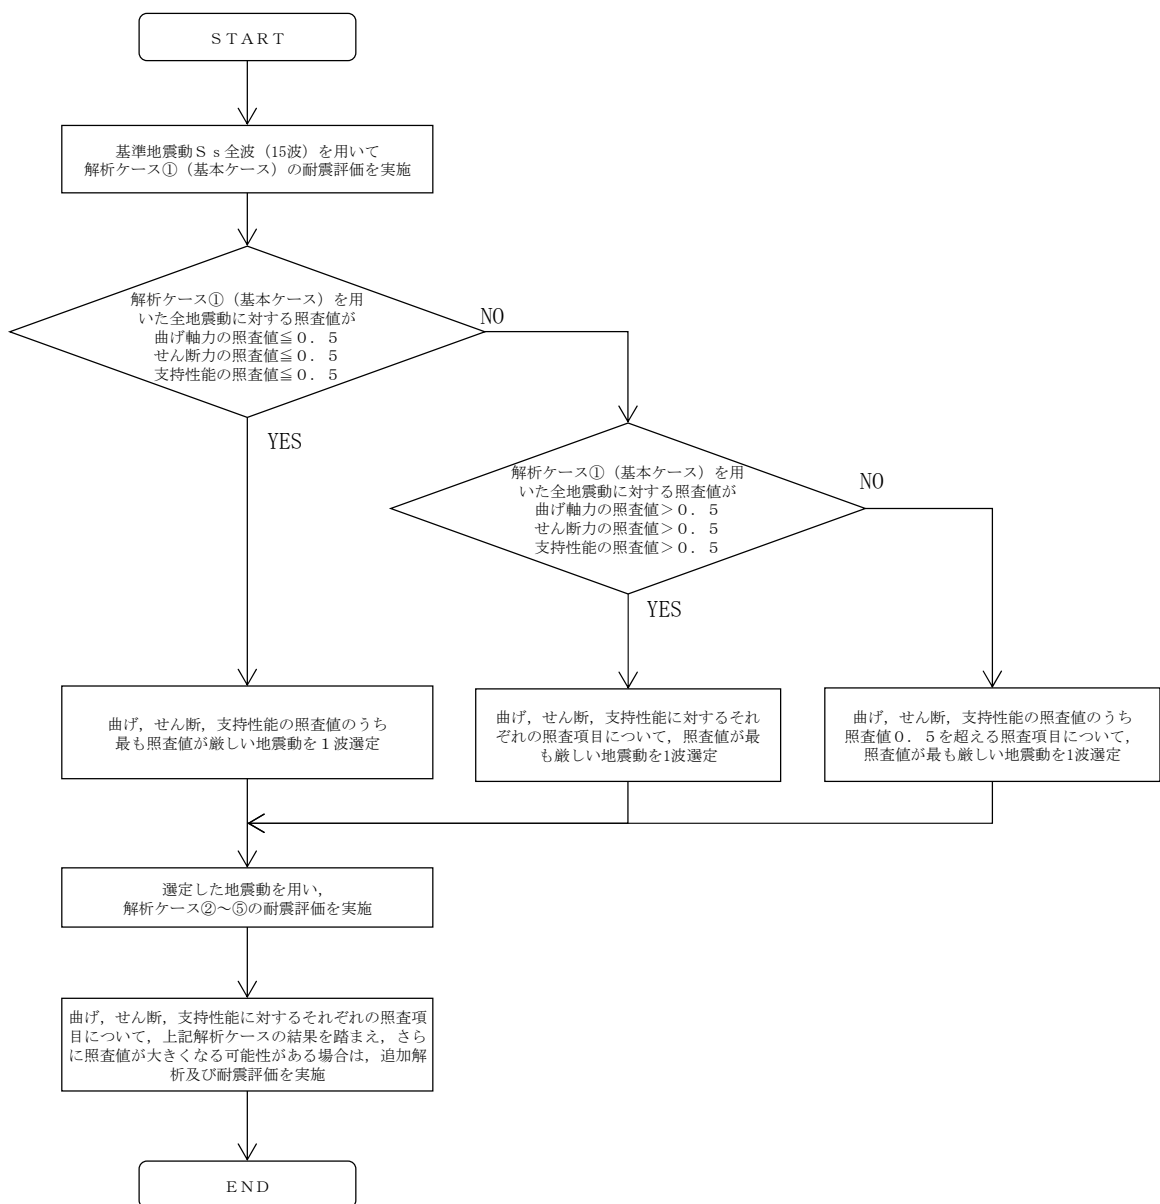 ＳＴＡＲＴ
基準地震動Ｓｓ全波（15波）を用いて
解析ケース①（基本ケース）の耐震評価を実施
解析ケース①（基本ケース）を用
いた全地震動に対する照査値が
曲げ軸力の照査値≦０．５
せん断力の照査値≦０．５
支持性能の照査値≦０．５
NO
YES
解析ケース①（基本ケース）を用
いた全地震動に対する照査値が
曲げ軸力の照査値＞０．５
せん断力の照査値＞０．５
支持性能の照査値＞０．５
NO
YES
曲げ，せん断，支持性能の照査値のうち
最も照査値が厳しい地震動を１波選定
曲げ，せん断，支持性能に対するそれ
ぞれの照査項目について，照査値が最
も厳しい地震動を1波選定
曲げ，せん断，支持性能の照査値のうち
照査値０．５を超える照査項目について，
照査値が最も厳しい地震動を1波選定
選定した地震動を用い，
解析ケース②～⑤の耐震評価を実施
曲げ，せん断，支持性能に対するそれぞれの照査項
目について，上記解析ケースの結果を踏まえ，さら
に照査値が大きくなる可能性がある場合は，追加解
析及び耐震評価を実施
ＥＮＤ